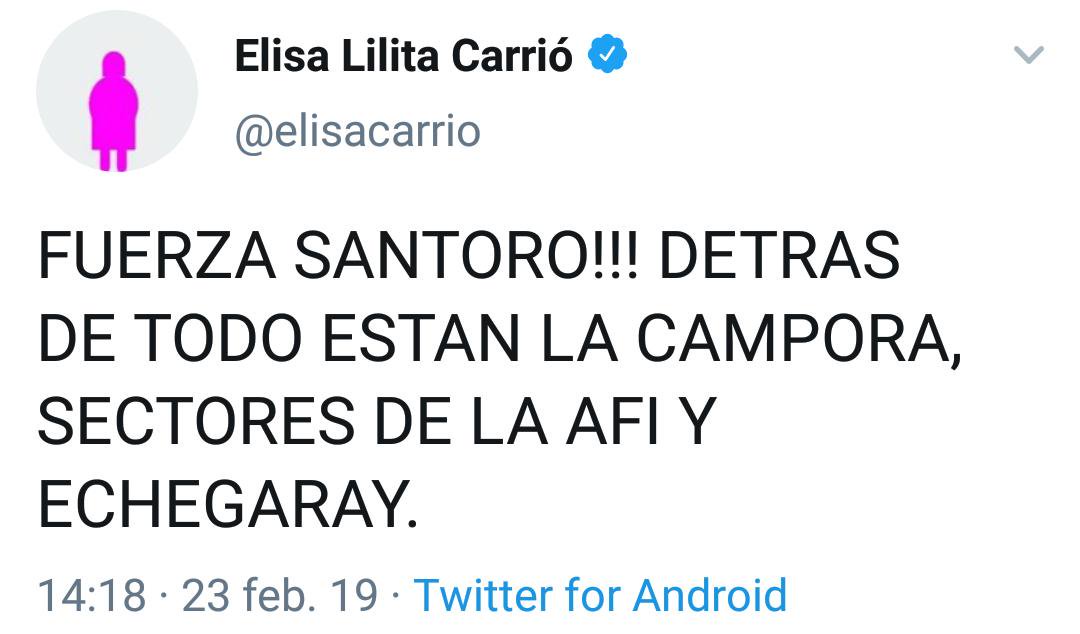 Elisa Lilita Carrió
@elisacarrio
FUERZA SANTORO!!! DETRAS
DE TODO ESTAN LA CAMPORA,
SECTORES DE LA AFI Y
ECHEGARAY.
14:18 · 23 feb. 19 · Twitter for Android